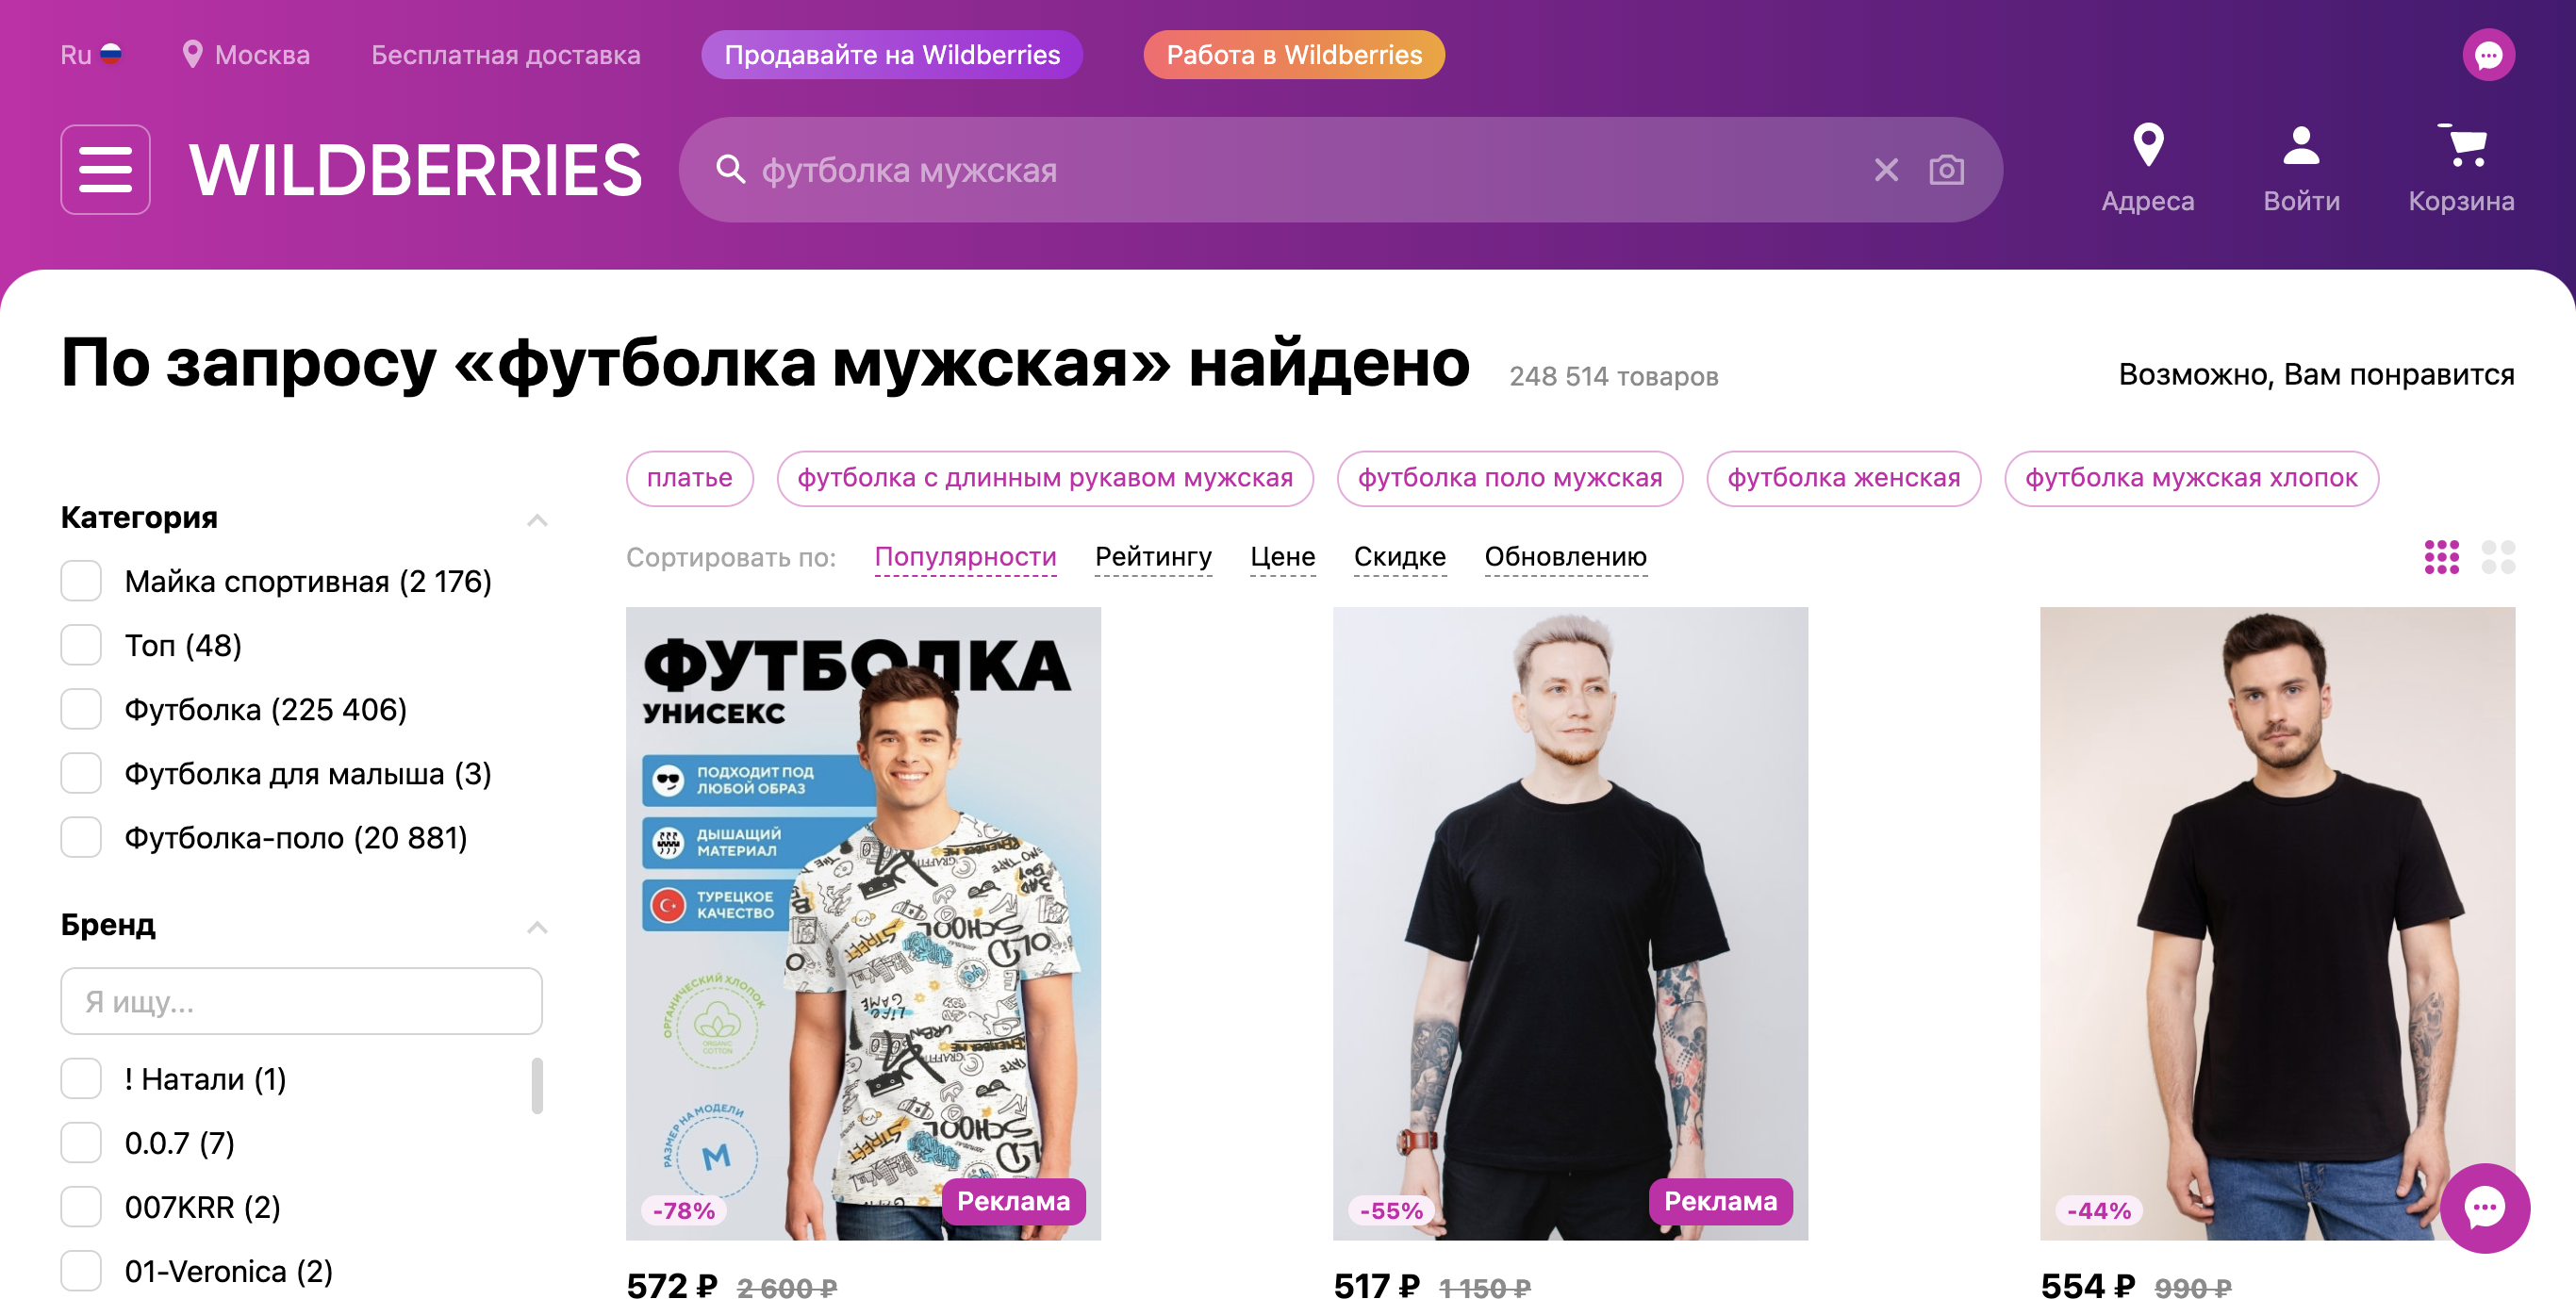 Ru
Москва
Бесплатная доставка
Продавайте на Wildberries
Работа в Wildberries
WILDBERRIES
футболка мужская
Адреса
Войти
Корзина
По запросу «футболка мужская» найдено
248 514 товаров
Возможно, Вам понравится
платье
футболка с длинным рукавом мужская
футболка поло мужская
футболка женская
футболка мужская хлопок
Сортировать по:
Популярности
Рейтингу
Цене
Скидке
Обновлению
Категория
Майка спортивная (2 176)
Топ (48)
Футболка (225 406)
Футболка для малыша (3)
Футболка-поло (20 881)
Бренд
Я ищу...
! Натали (1)
0.0.7 (7)
007KRR (2)
01-Veronica (2)
ФУТБОЛКА
УНИСЕКС
ПОДХОДИТ ПОД
ЛЮБОЙ ОБРАЗ
ДЫШАЩИЙ
МАТЕРИАЛ
ТУРЕЦКОЕ
КАЧЕСТВО
ОРГАНИЧЕСКИЙ ХЛОПОК
ORGANIC
COTTON
РАЗМЕР НА МОДЕЛИ
M
-78%
Реклама
572 ₽
2 600 ₽
-55%
Реклама
517 ₽
1 150 ₽
-44%
554 ₽
990 ₽